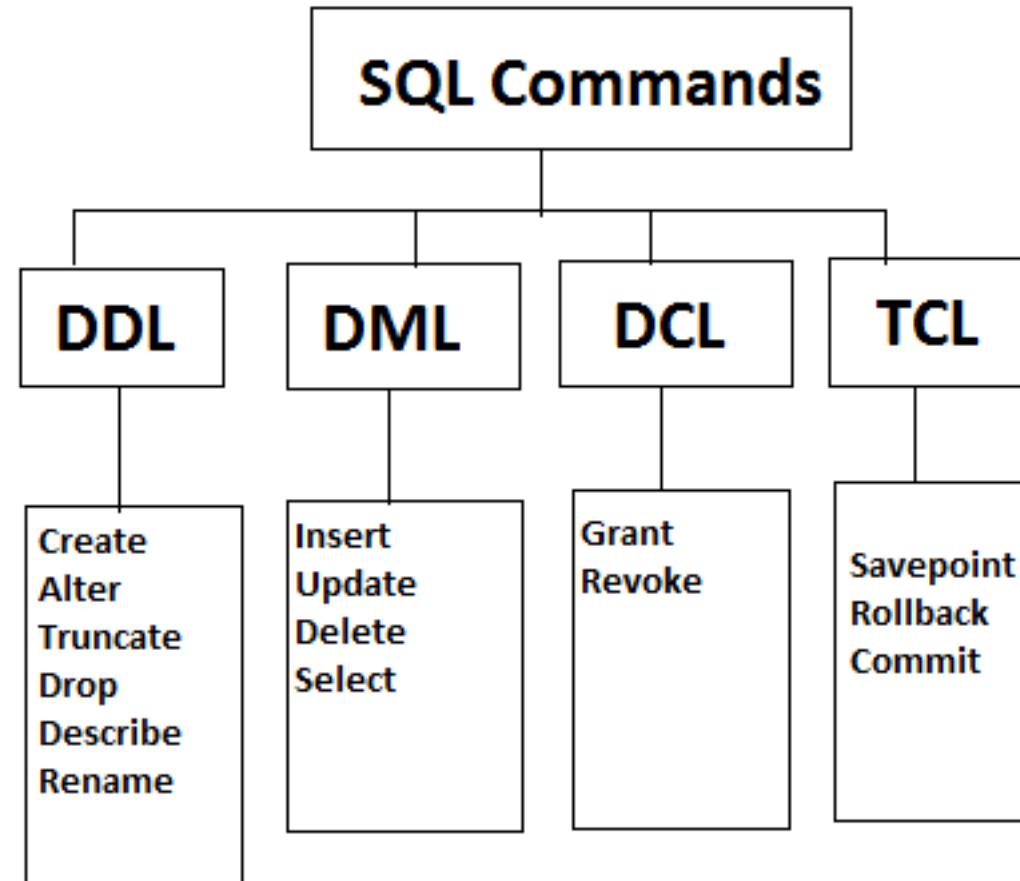 SQL Commands
DDL
DML
DCL
TCL
Create
Alter
Truncate
Drop
Describe
Rename
Insert
Update
Delete
Select
Grant
Revoke
Savepoint
Rollback
Commit